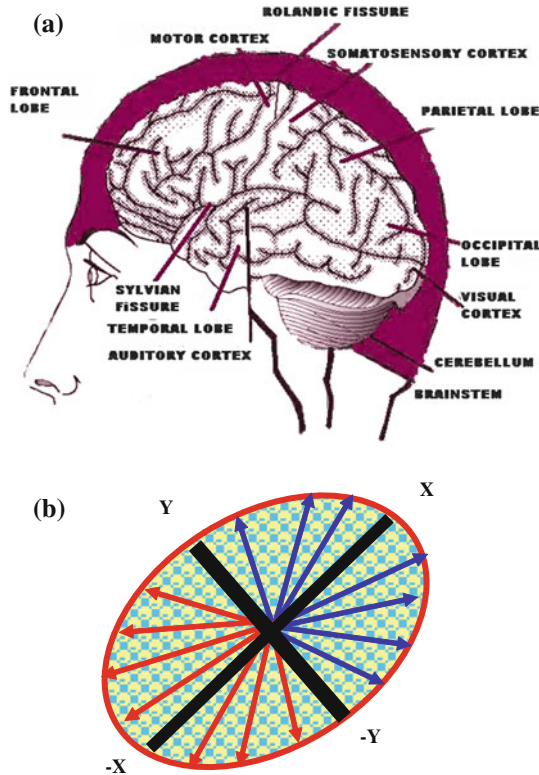 (a)
ROLANDIC FISSURE
MOTOR CORTEX
SOMATOSENSORY CORTEX
FRONTAL
LOBE
PARIETAL LOBE
OCCIPITAL
LOBE
SYLVIAN
FiSSURE
VISUAL
CORTEX
TEMPORAL LOBE
AUDITORY CORTEX
CEREBELLUM
BRAINSTEM
(b)
Y
X
-X
-Y